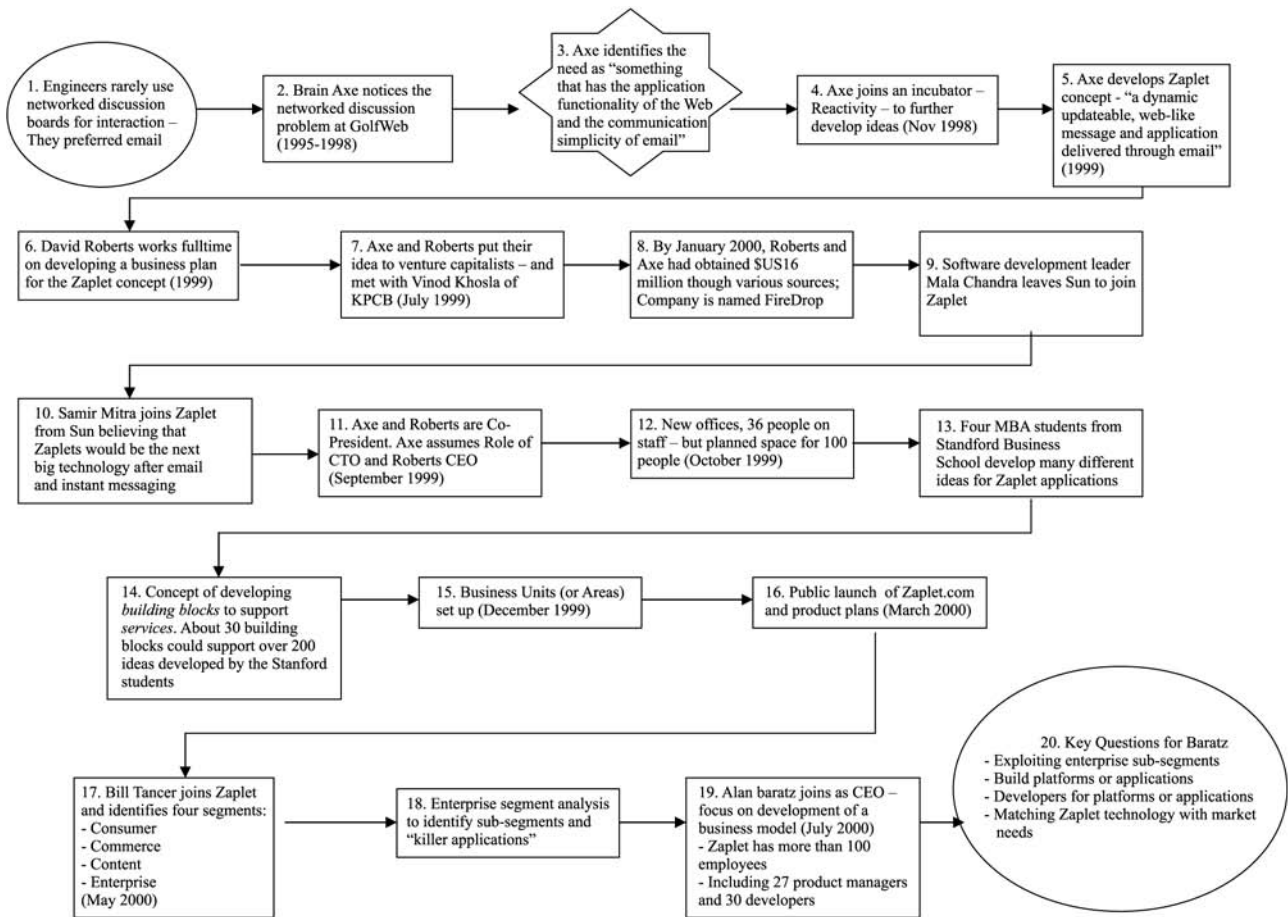 1. Engineers rarely use
networked discussion
boards for interaction –
They preferred email
2. Brain Axe notices the
networked discussion
problem at GolfWeb
(1995-1998)
3. Axe identifies the
need as “something
that has the application
functionality of the Web
and the communication
simplicity of email”
4. Axe joins an incubator –
Reactivity – to further
develop ideas (Nov 1998)
5. Axe develops Zaplet
concept - “a dynamic
updateable, web-like
message and application
delivered through email”
(1999)
6. David Roberts works fulltime
on developing a business plan
for the Zaplet concept (1999)
7. Axe and Roberts put their
idea to venture capitalists – and
met with Vinod Khosla of
KPCB (July 1999)
8. By January 2000, Roberts and
Axe had obtained $US16
million though various sources;
Company is named FireDrop
9. Software development leader
Mala Chandra leaves Sun to join
Zaplet
10. Samir Mitra joins Zaplet
from Sun believing that
Zaplets would be the next
big technology after email
and instant messaging
11. Axe and Roberts are Co-
President. Axe assumes Role of
CTO and Roberts CEO
(September 1999)
12. New offices, 36 people on
staff – but planned space for 100
people (October 1999)
13. Four MBA students from
Standford Business
School develop many different
ideas for Zaplet applications
14. Concept of developing
building blocks to support
services. About 30 building
blocks could support over 200
ideas developed by the Stanford
students
15. Business Units (or Areas)
set up (December 1999)
16. Public launch of Zaplet.com
and product plans (March 2000)
17. Bill Tancer joins Zaplet
and identifies four segments:
- Consumer
- Commerce
- Content
- Enterprise
(May 2000)
18. Enterprise segment analysis
to identify sub-segments and
“killer applications”
19. Alan baratz joins as CEO –
focus on development of a
business model (July 2000)
- Zaplet has more than 100
employees
- Including 27 product managers
and 30 developers
20. Key Questions for Baratz
- Exploiting enterprise sub-segments
- Build platforms or applications
- Developers for platforms or applications
- Matching Zaplet technology with market
needs